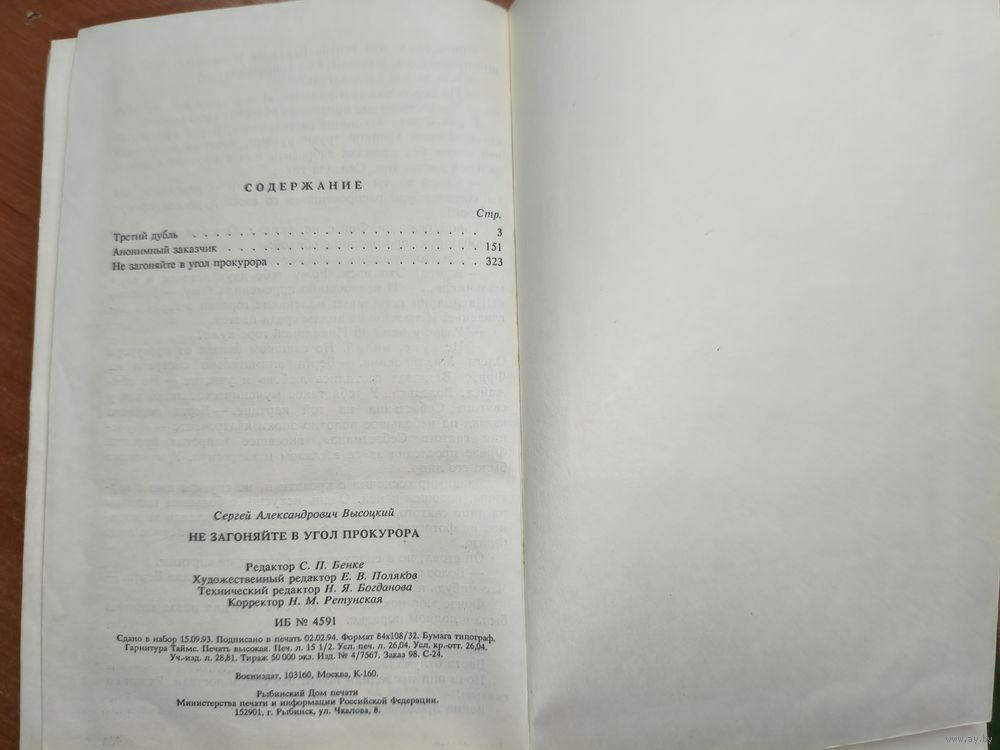 СОДЕРЖАНИЕ
Стр.
Третий дубль . . . . . . . . . . . . . . . . . . . . . . . 3
Анонимный заказчик . . . . . . . . . . . . . . . . . . . . 151
Не загоняйте в угол прокурора . . . . . . . . . . . . . . . . 323
Сергей Александрович Высоцкий
НЕ ЗАГОНЯЙТЕ В УГОЛ ПРОКУРОРА
Редактор С. П. Бенке
Художественный редактор Е. В. Поляков
Технический редактор Н. Я. Богданова
Корректор Н. М. Ретунская
ИБ № 4591
Сдано в набор 15.09.93. Подписано в печать 02.02.94. Формат 84х108/32. Бумага типограф.
Гарнитура Таймс. Печать высокая. Печ. л. 15 1/2. Усл. печ. л. 26,04. Усл. кр.-отт. 26,04.
Уч.-изд. л. 28,81. Тираж 50 000 экз. Изд. № 4/7567. Заказ 98. С-24.
Воениздат, 103160, Москва, К-160.
Рыбинский Дом печати
Министерства печати и информации Российской Федерации.
152901, г. Рыбинск, ул. Чкалова, 8.
www.ay.by